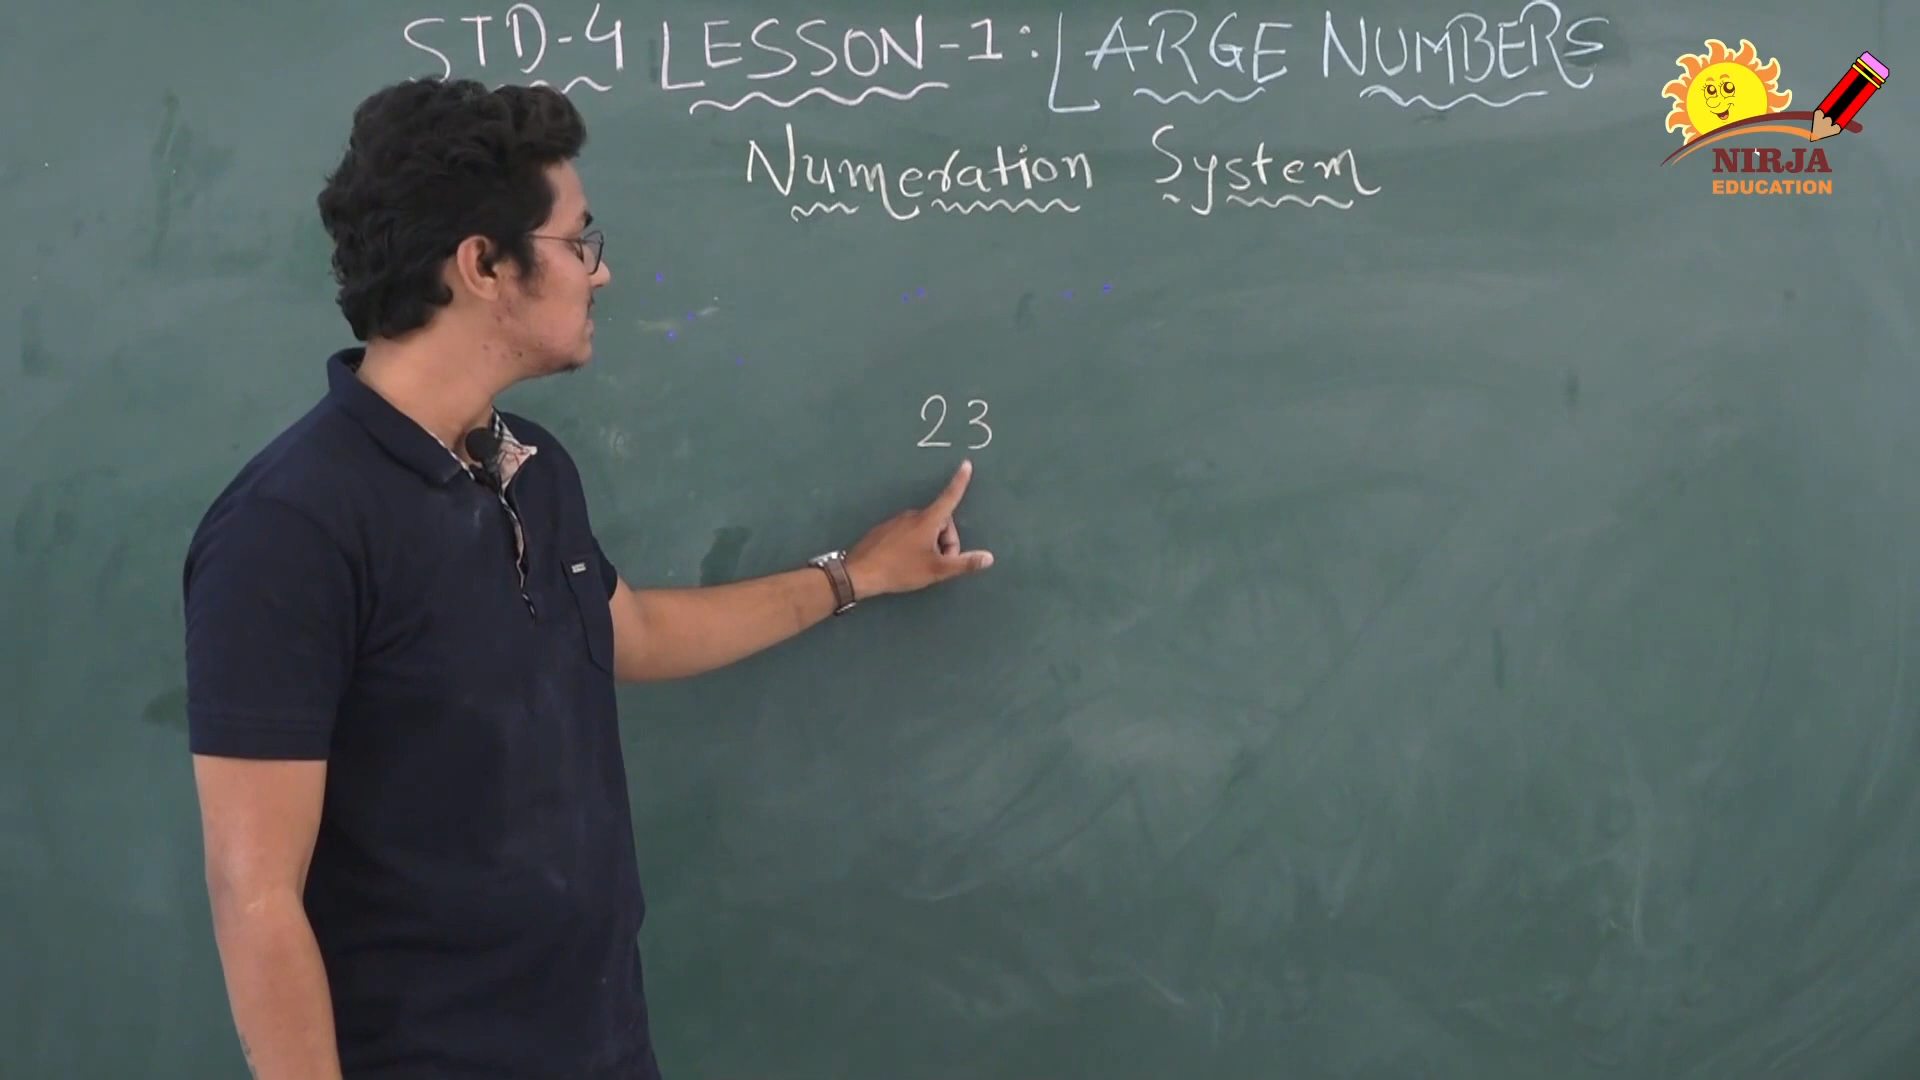 STD-4 LESSON-1: LARGE NUMBERS
Numeration System
23
NIRJA
EDUCATION